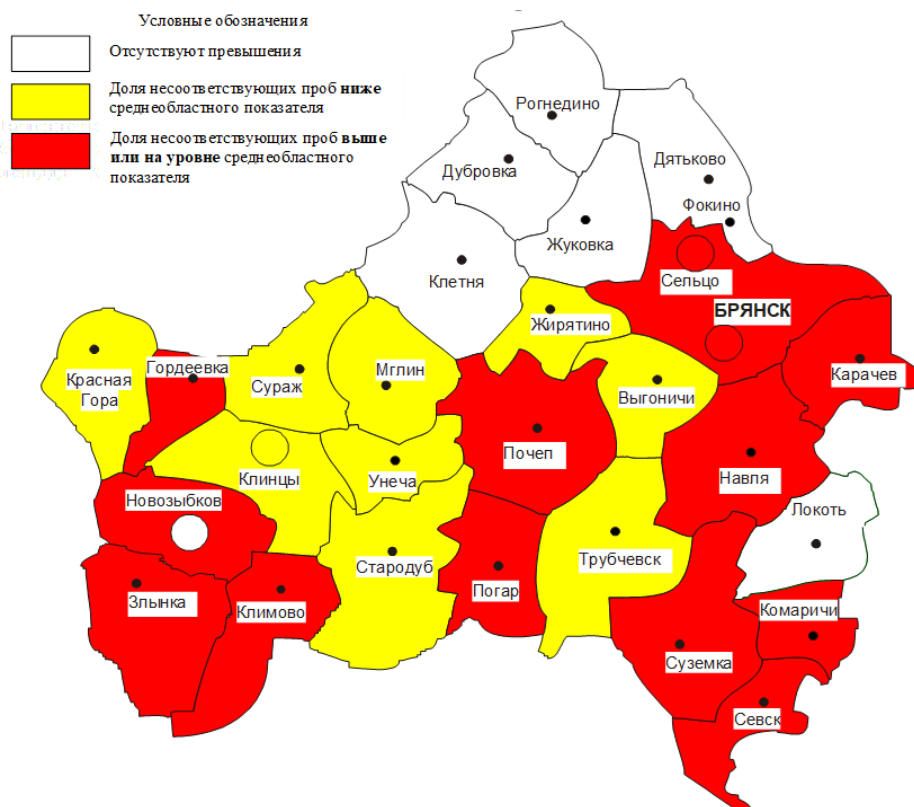 Условные обозначения
Отсутствуют превышения
Доля несоответствующих проб ниже
среднеобластного показателя
Доля несоответствующих проб выше
или на уровне среднеобластного
показателя
Рогнедино
Дубровка
Дятьково
Фокино
Жуковка
Клетня
Сельцо
БРЯНСК
Жирятино
Гордеевка
Красная
Гора
Сураж
Мглин
Выгоничи
Карачев
Почеп
Клинцы
Унеча
Навля
Новозыбков
Локоть
Стародуб
Трубчевск
Погар
Злынка
Климово
Комаричи
Суземка
Севск